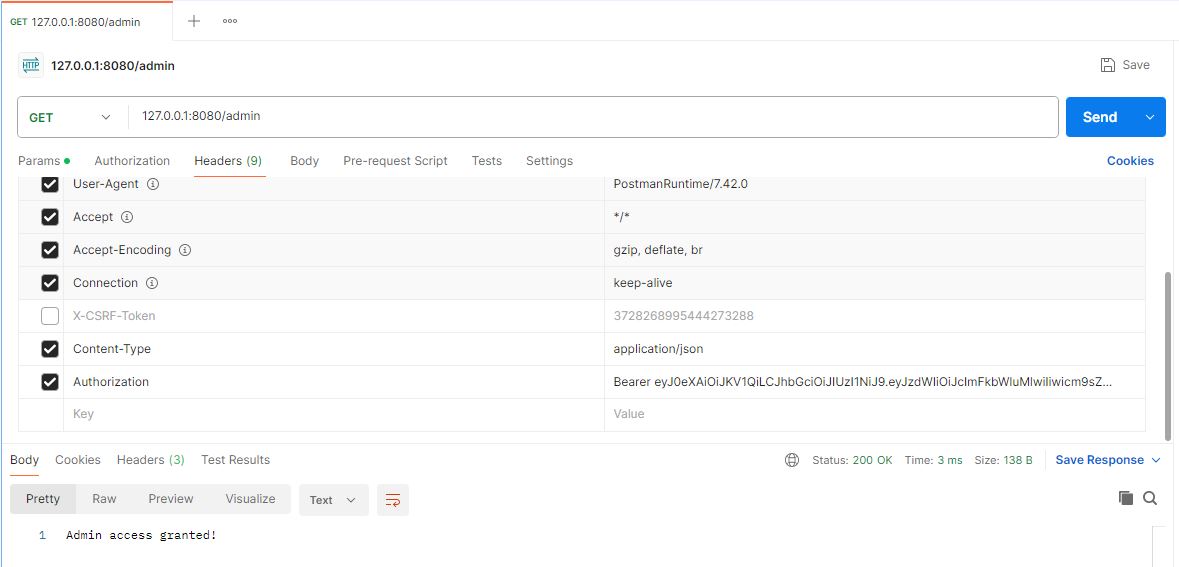 GET 127.0.0.1:8080/admin
HTTP 127.0.0.1:8080/admin Save
GET 127.0.0.1:8080/admin Send
Params Authorization Headers (9) Body Pre-request Script Tests Settings Cookies
User-Agent PostmanRuntime/7.42.0
Accept */*
Accept-Encoding gzip, deflate, br
Connection keep-alive
X-CSRF-Token 3728268995444273288
Content-Type application/json
Authorization Bearer eyJ0eXAiOiJKV1QiLCJhbGciOiJIUzI1NiJ9.eyJzdWIiOiJcImFkbWluMlwiIiwicm9sZ...
Key Value
Body Cookies Headers (3) Test Results Status: 200 OK Time: 3 ms Size: 138 B Save Response
Pretty Raw Preview Visualize Text
1 Admin access granted!